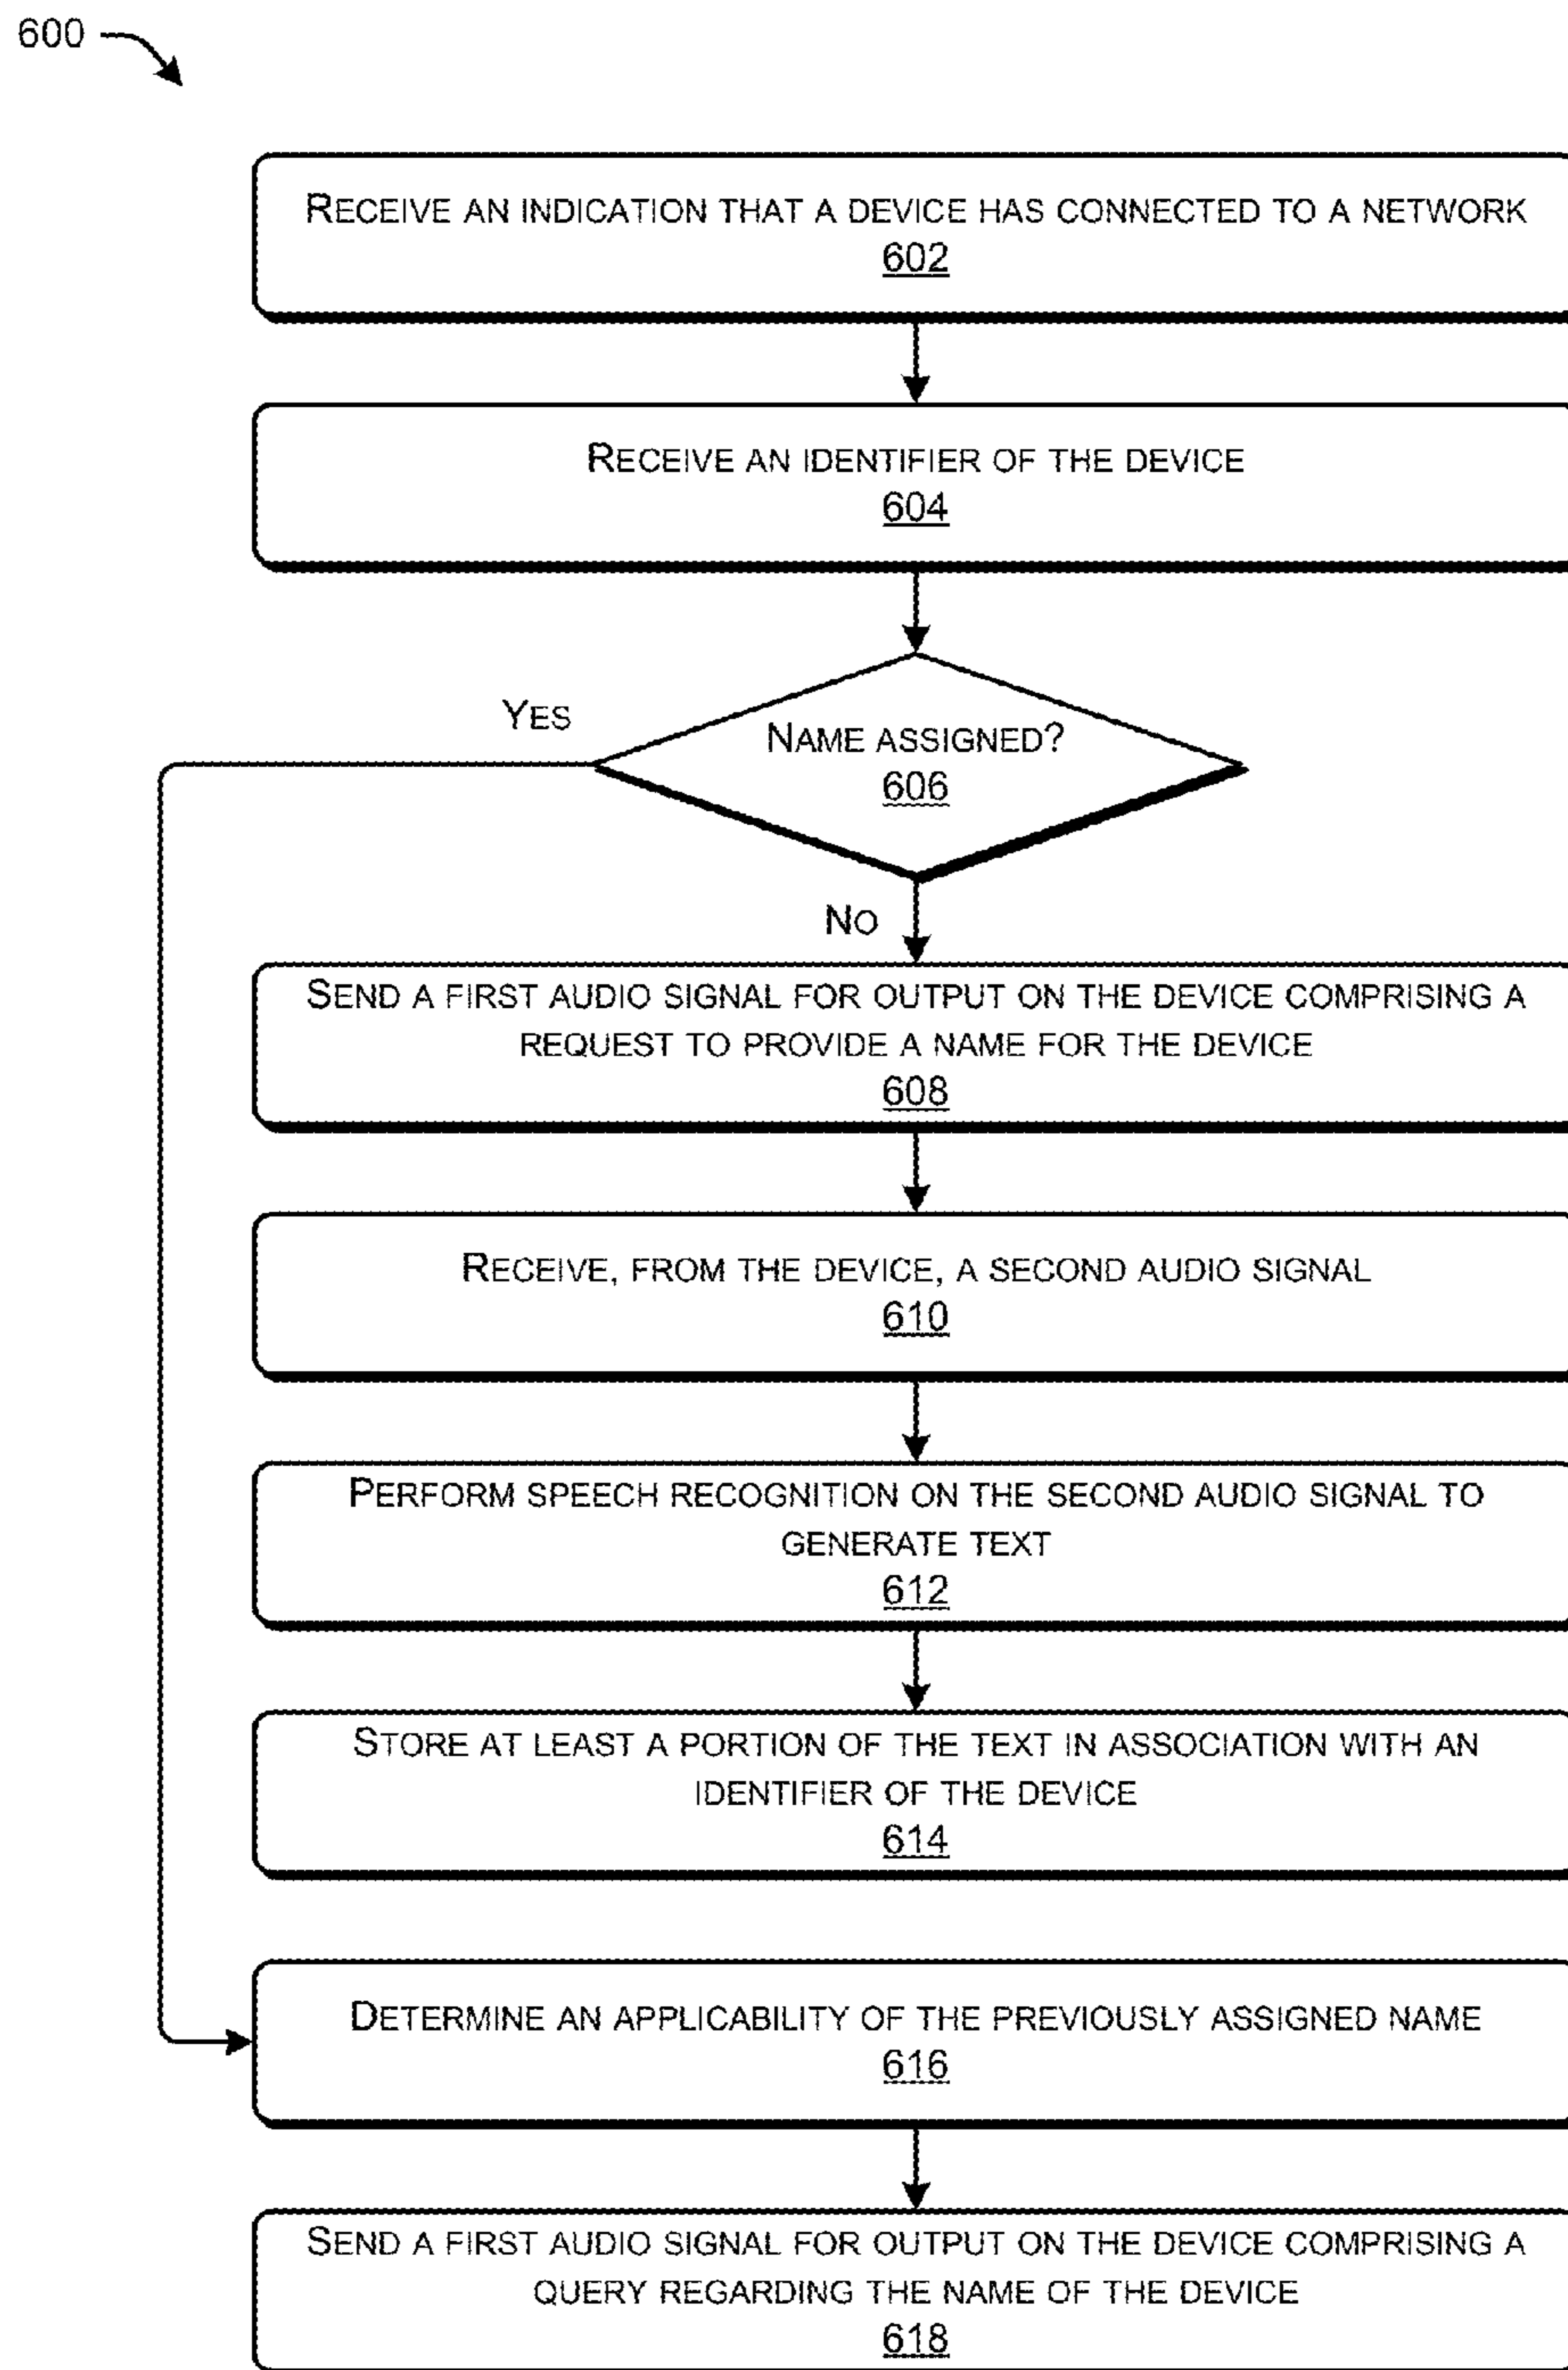 600
RECEIVE AN INDICATION THAT A DEVICE HAS CONNECTED TO A NETWORK
602
RECEIVE AN IDENTIFIER OF THE DEVICE
604
YES
NAME ASSIGNED?
606
NO
SEND A FIRST AUDIO SIGNAL FOR OUTPUT ON THE DEVICE COMPRISING A
REQUEST TO PROVIDE A NAME FOR THE DEVICE
608
RECEIVE, FROM THE DEVICE, A SECOND AUDIO SIGNAL
610
PERFORM SPEECH RECOGNITION ON THE SECOND AUDIO SIGNAL TO
GENERATE TEXT
612
STORE AT LEAST A PORTION OF THE TEXT IN ASSOCIATION WITH AN
IDENTIFIER OF THE DEVICE
614
DETERMINE AN APPLICABILITY OF THE PREVIOUSLY ASSIGNED NAME
616
SEND A FIRST AUDIO SIGNAL FOR OUTPUT ON THE DEVICE COMPRISING A
QUERY REGARDING THE NAME OF THE DEVICE
618